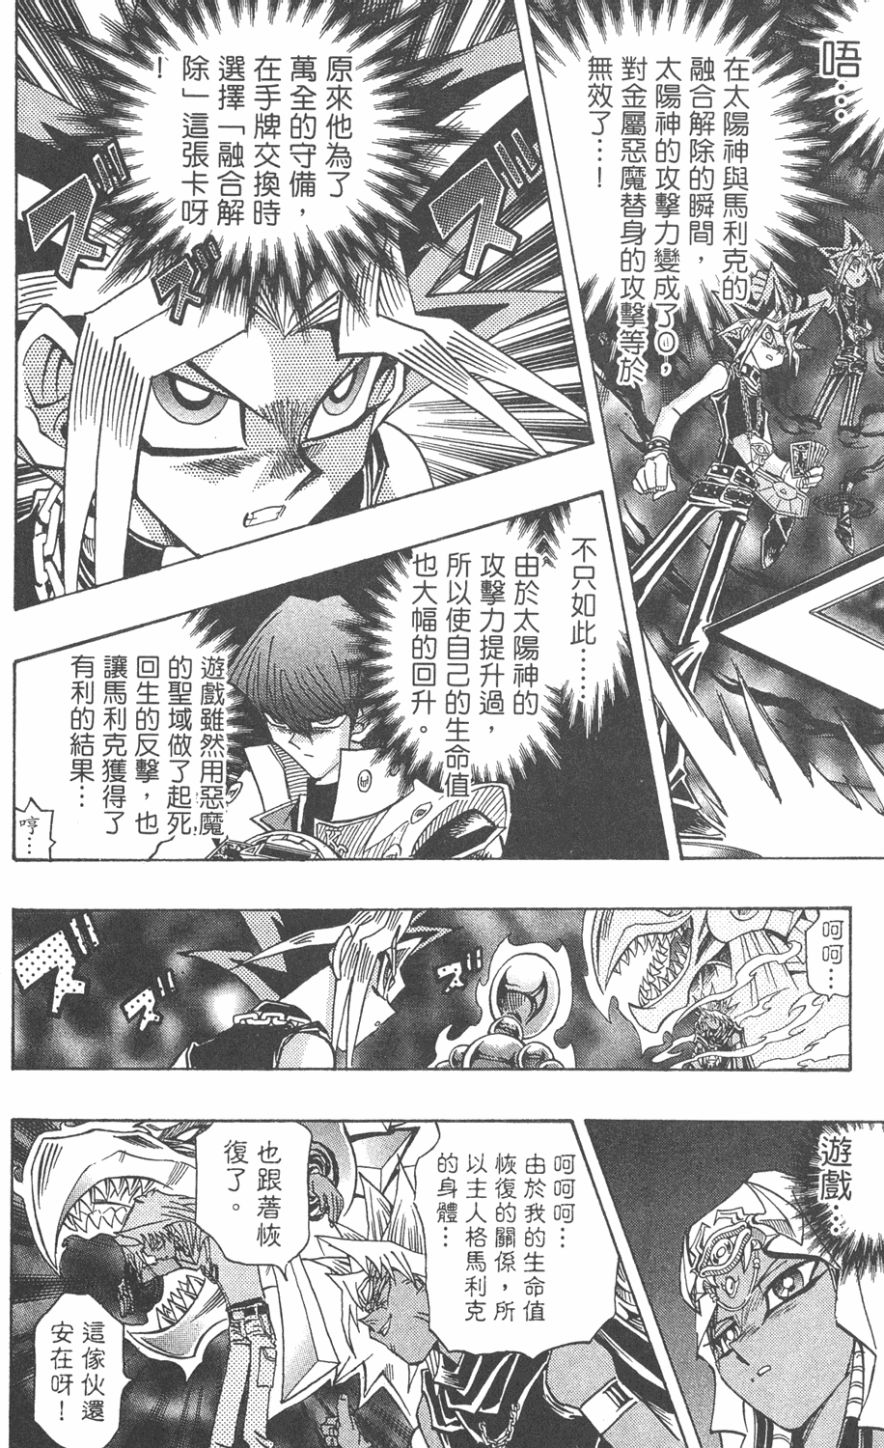 唔…
在太陽神與馬利克的
融合解除的瞬間，
太陽神的攻擊力變成了0，
對金屬惡魔替身的攻擊等於
無效了…！
原來他為了
萬全的守備，
在手牌交換時
選擇「融合解
除」這張卡呀
！
不只如此……
由於太陽神的
攻擊力提升過，
所以使自己的生命值
也大幅的回升。
遊戲雖然用惡魔
的聖域做了起死
回生的反擊，也
讓馬利克獲得了
有利的結果…
哼…
呵呵…
遊戲…
呵呵呵…
由於我的生命值
恢復的關係，所
以主人格馬利克
的身體…
也跟著恢
復了。
這傢伙還
安在呀！